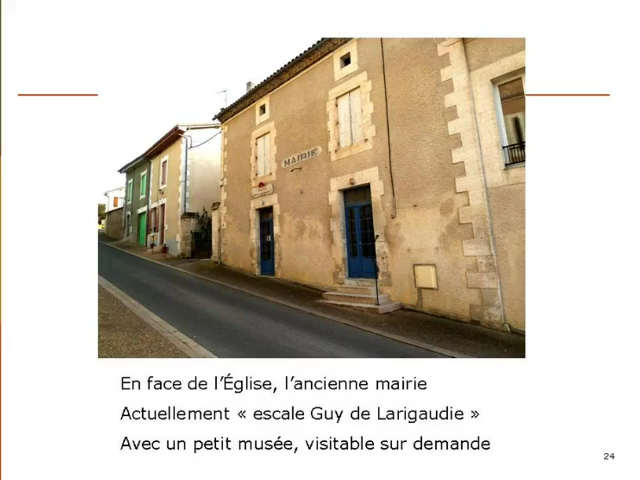 MAIRIE
En face de l’Église, l’ancienne mairie
Actuellement « escale Guy de Larigaudie »
Avec un petit musée, visitable sur demande
24